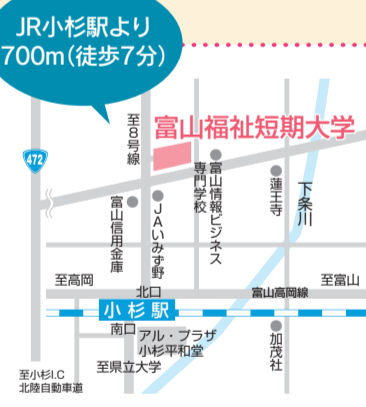 JR小杉駅より
700m(徒歩7分)
472
至8号線
富山福祉短期大学
富山情報ビジネス
専門学校
蓮王寺
下条川
富山信用金庫
JAいみず野
至高岡
北口
富山高岡線
至富山
小杉駅
南口
アル・プラザ
小杉平和堂
加茂社
至県立大学
至小杉I.C
北陸自動車道